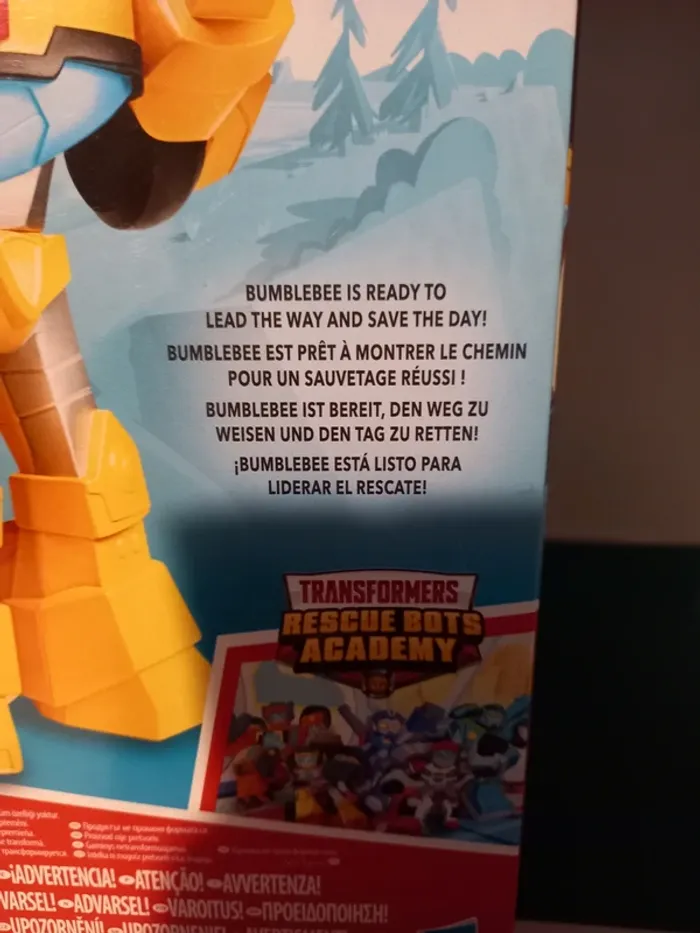 BUMBLEBEE IS READY TO
LEAD THE WAY AND SAVE THE DAY!
BUMBLEBEE EST PRÊT À MONTRER LE CHEMIN
POUR UN SAUVETAGE RÉUSSI !
BUMBLEBEE IST BEREIT, DEN WEG ZU
WEISEN UND DEN TAG ZU RETTEN!
¡BUMBLEBEE ESTÁ LISTO PARA
LIDERAR EL RESCATE!
TRANSFORMERS
RESCUE BOTS
ACADEMY
¡ADVERTENCIA! ATENÇÃO! AVVERTENZA!
VARSEL! ADVARSEL! VAROITUS! ΠΡΟΕΙΔΟΠΟΙΗΣΗ!
UPOZORNĚNÍ! UPOZORNENIE!